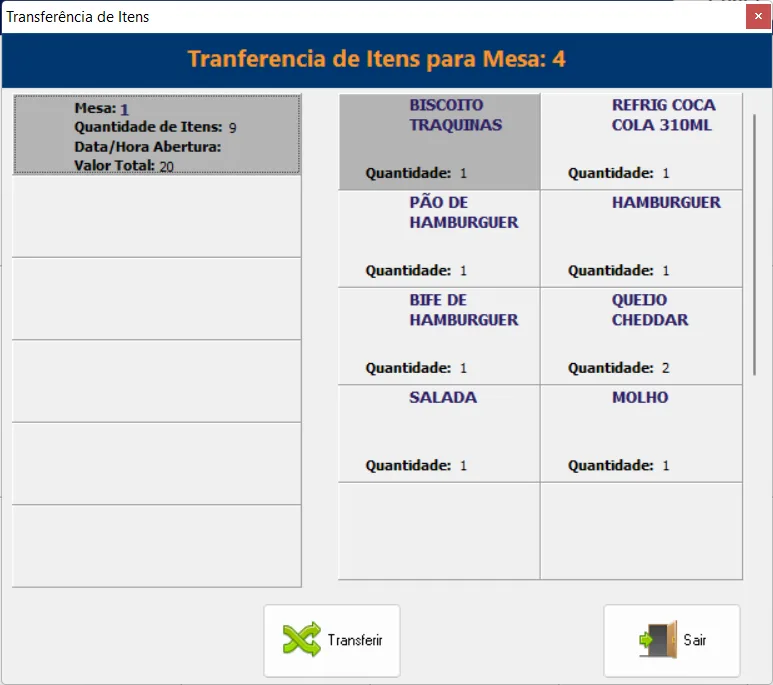 Transferência de Itens
Tranferencia de Itens para Mesa: 4
Mesa: 1
Quantidade de Itens: 9
Data/Hora Abertura:
Valor Total: 20
BISCOITO
TRAQUINAS
Quantidade: 1
REFRIG COCA
COLA 310ML
Quantidade: 1
PÃO DE
HAMBURGUER
Quantidade: 1
HAMBURGUER
Quantidade: 1
BIFE DE
HAMBURGUER
Quantidade: 1
QUEIJO
CHEDDAR
Quantidade: 2
SALADA
Quantidade: 1
MOLHO
Quantidade: 1
Transferir
Sair